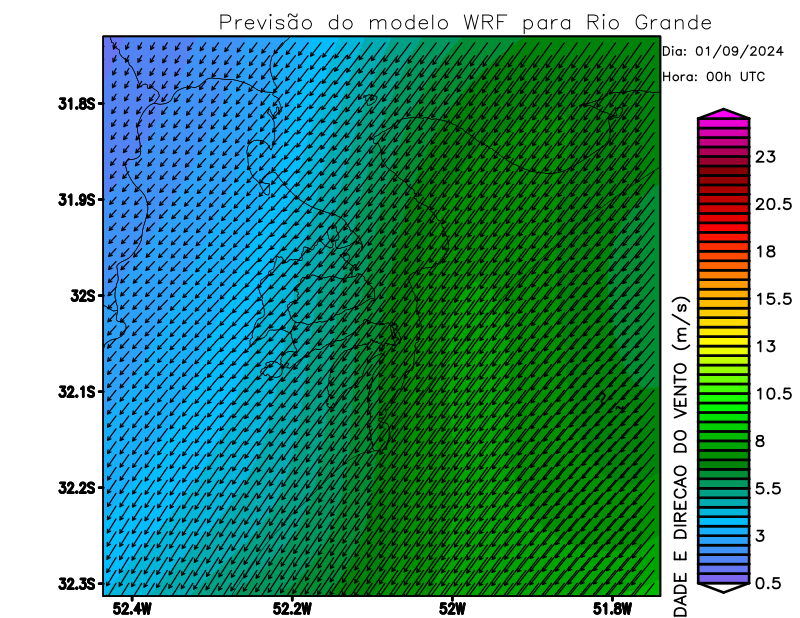 Previsão do modelo WRF para Rio Grande
Dia: 01/09/2024
Hora: 00h UTC
31.8S
31.9S
32S
32.1S
32.2S
32.3S
52.4W
52.2W
52W
51.8W
23
20.5
18
15.5
13
10.5
8
5.5
3
0.5
DADE E DIRECAO DO VENTO (m/s)